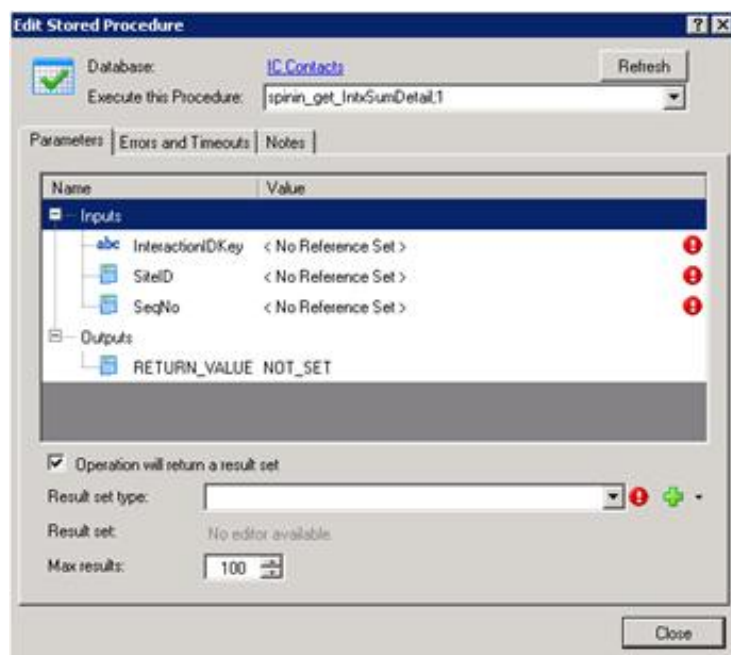 Edit Stored Procedure
Database: IC Contacts Refresh
Execute this Procedure: spinin_get_IntxSumDetail;1
Parameters Errors and Timeouts Notes
Name Value
Inputs
abc InteractionIDKey < No Reference Set >
SiteID < No Reference Set >
SeqNo < No Reference Set >
Outputs
RETURN_VALUE NOT_SET
Operation will return a result set
Result set type:
Result set: No editor available.
Max results: 100
Close